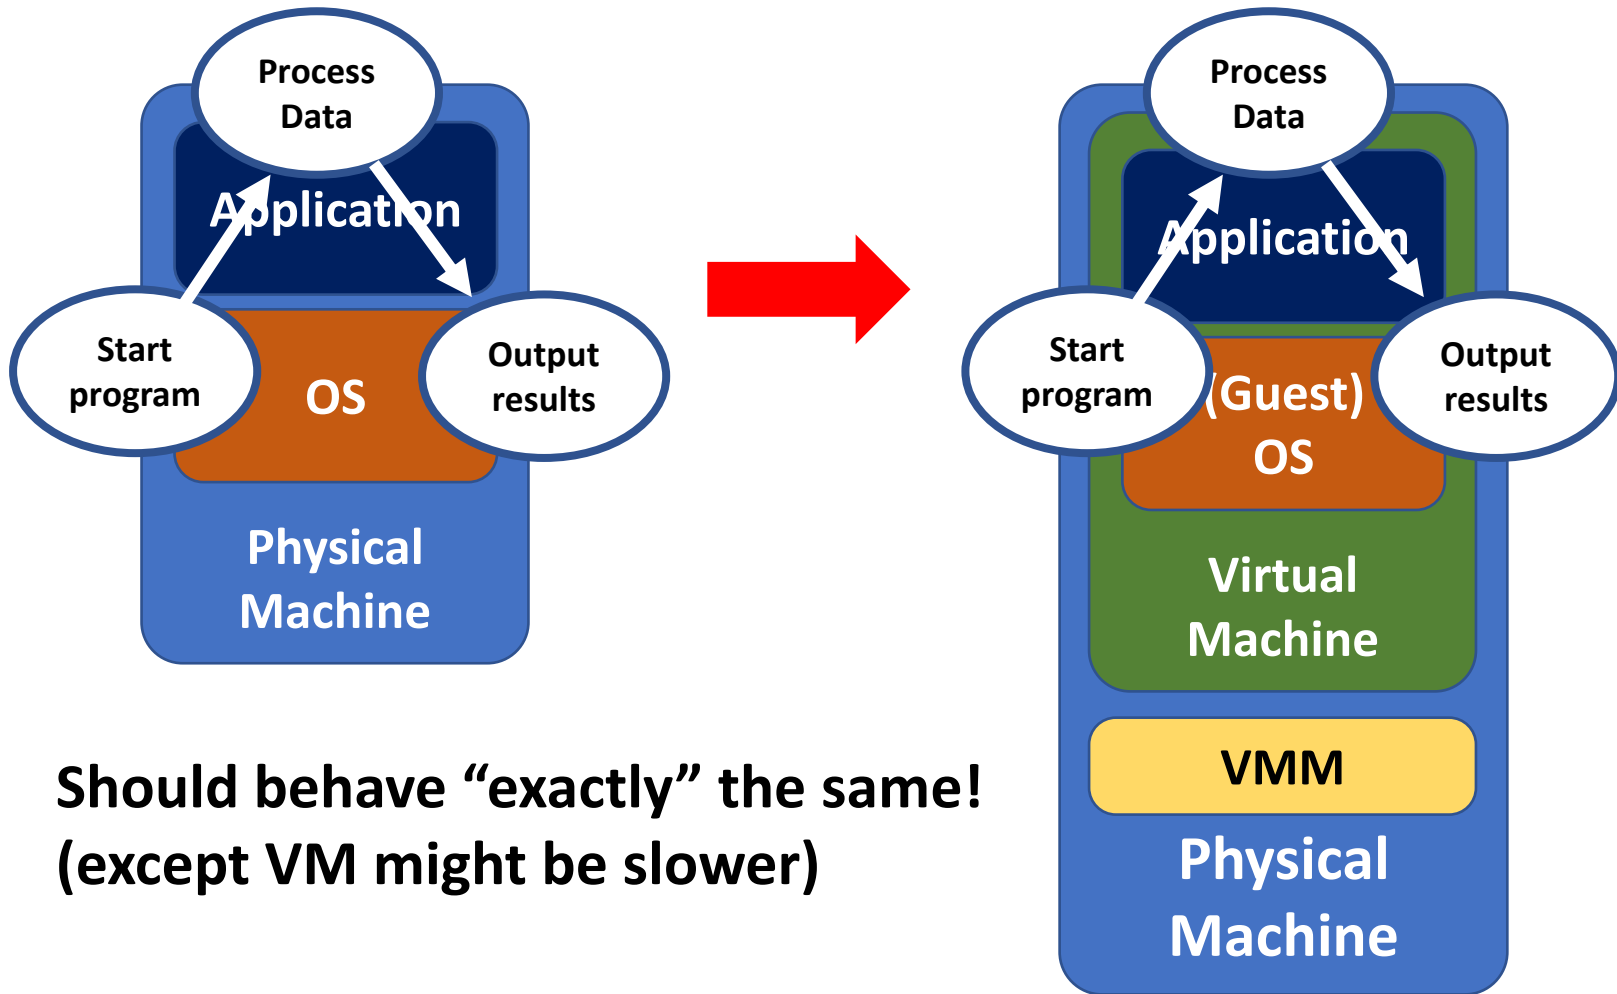 Process
Data
Application
Start
program
OS
Output
results
Physical
Machine
Process
Data
Application
Start
program
(Guest)
OS
Output
results
Virtual
Machine
VMM
Physical
Machine
Should behave “exactly” the same!
(except VM might be slower)